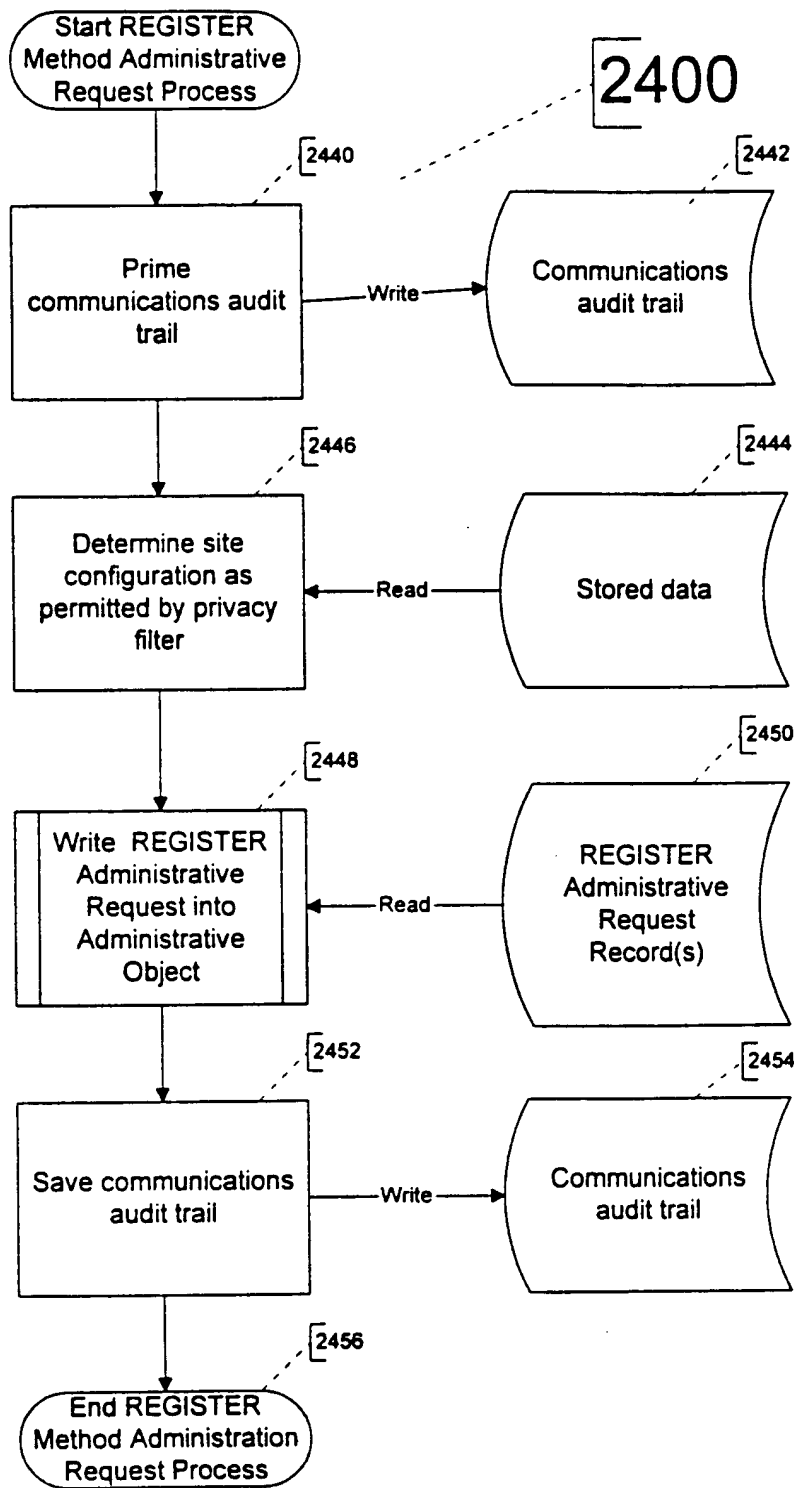 Start REGISTER
Method Administrative
Request Process
2400
2440
2442
Prime
communications audit
trail
Write
Communications
audit trail
2446
2444
Determine site
configuration as
permitted by privacy
filter
Read
Stored data
2448
2450
Write REGISTER
Administrative
Request into
Administrative
Object
Read
REGISTER
Administrative
Request
Record(s)
2452
2454
Save communications
audit trail
Write
Communications
audit trail
2456
End REGISTER
Method Administration
Request Process